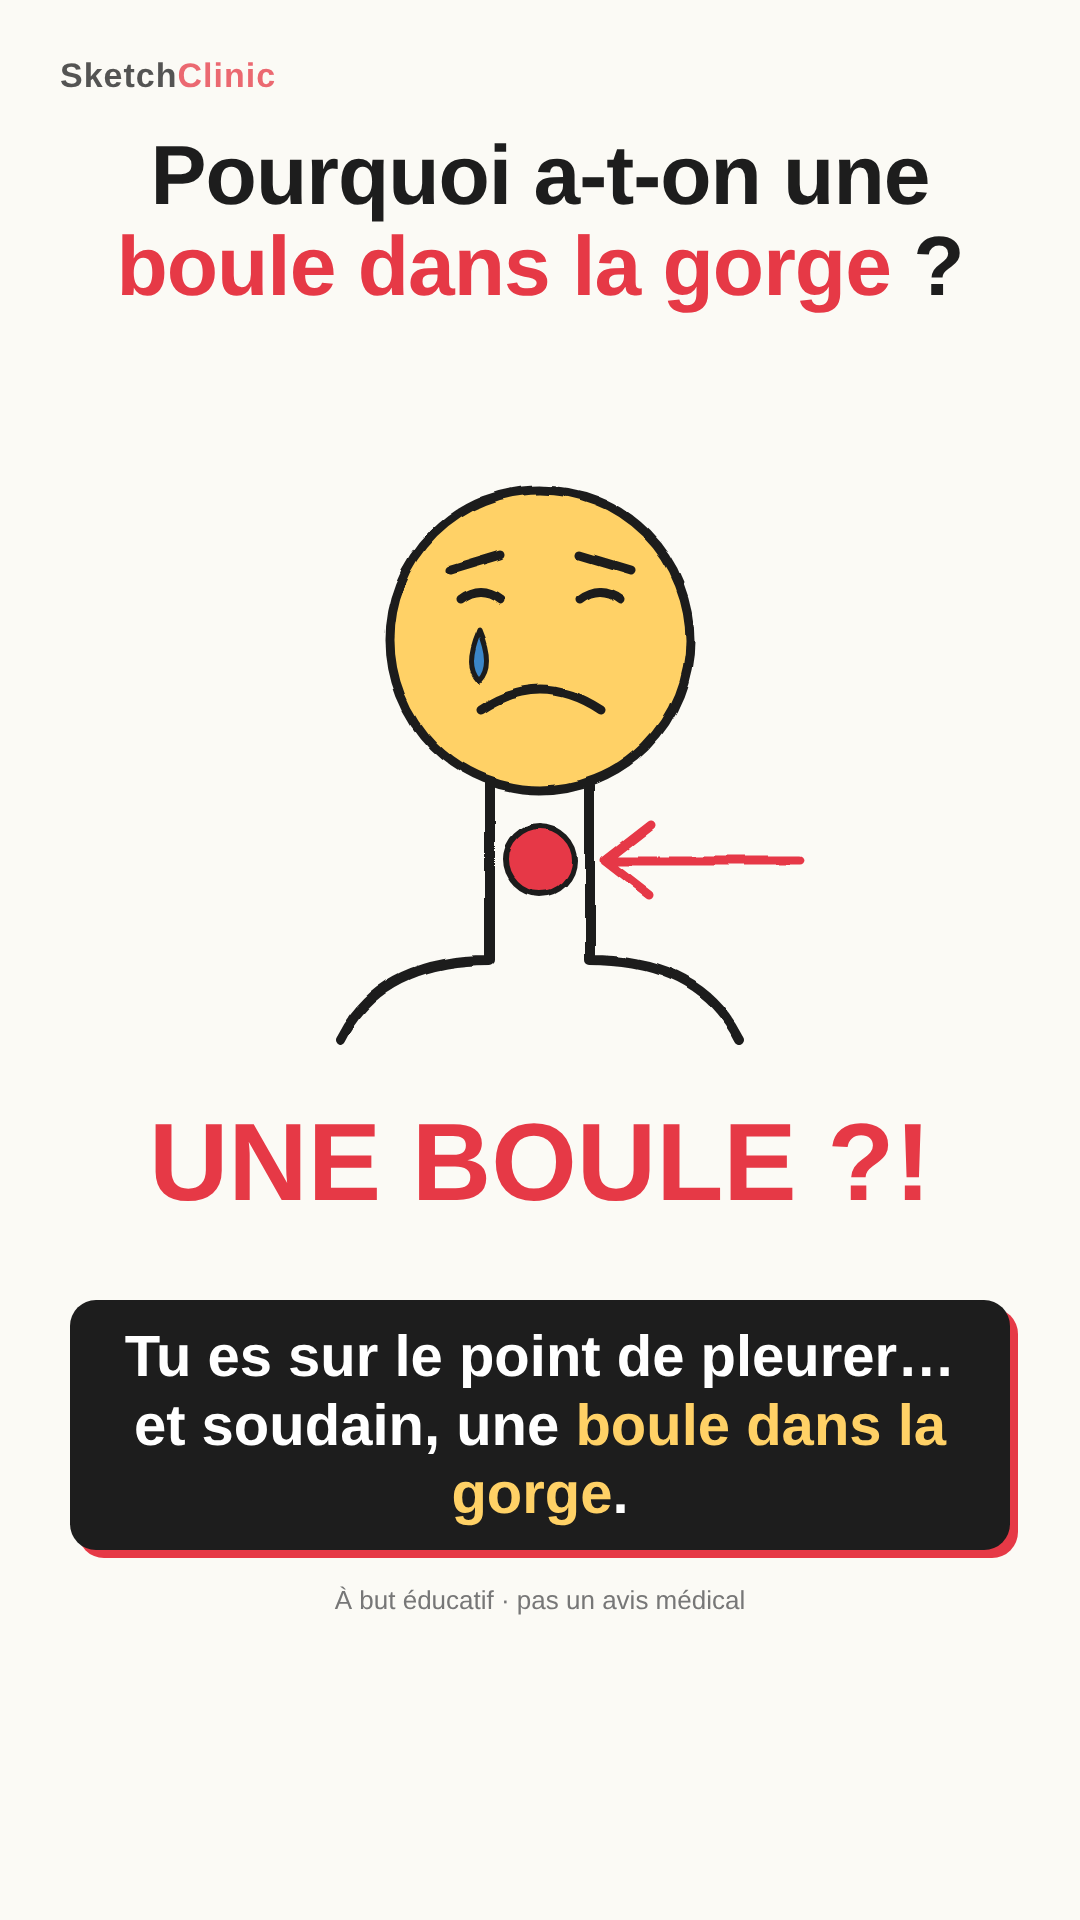 SketchClinic
Pourquoi a-t-on une
boule dans la gorge ?
UNE BOULE ?!
Tu es sur le point de pleurer…
et soudain, une boule dans la
gorge.
À but éducatif · pas un avis médical